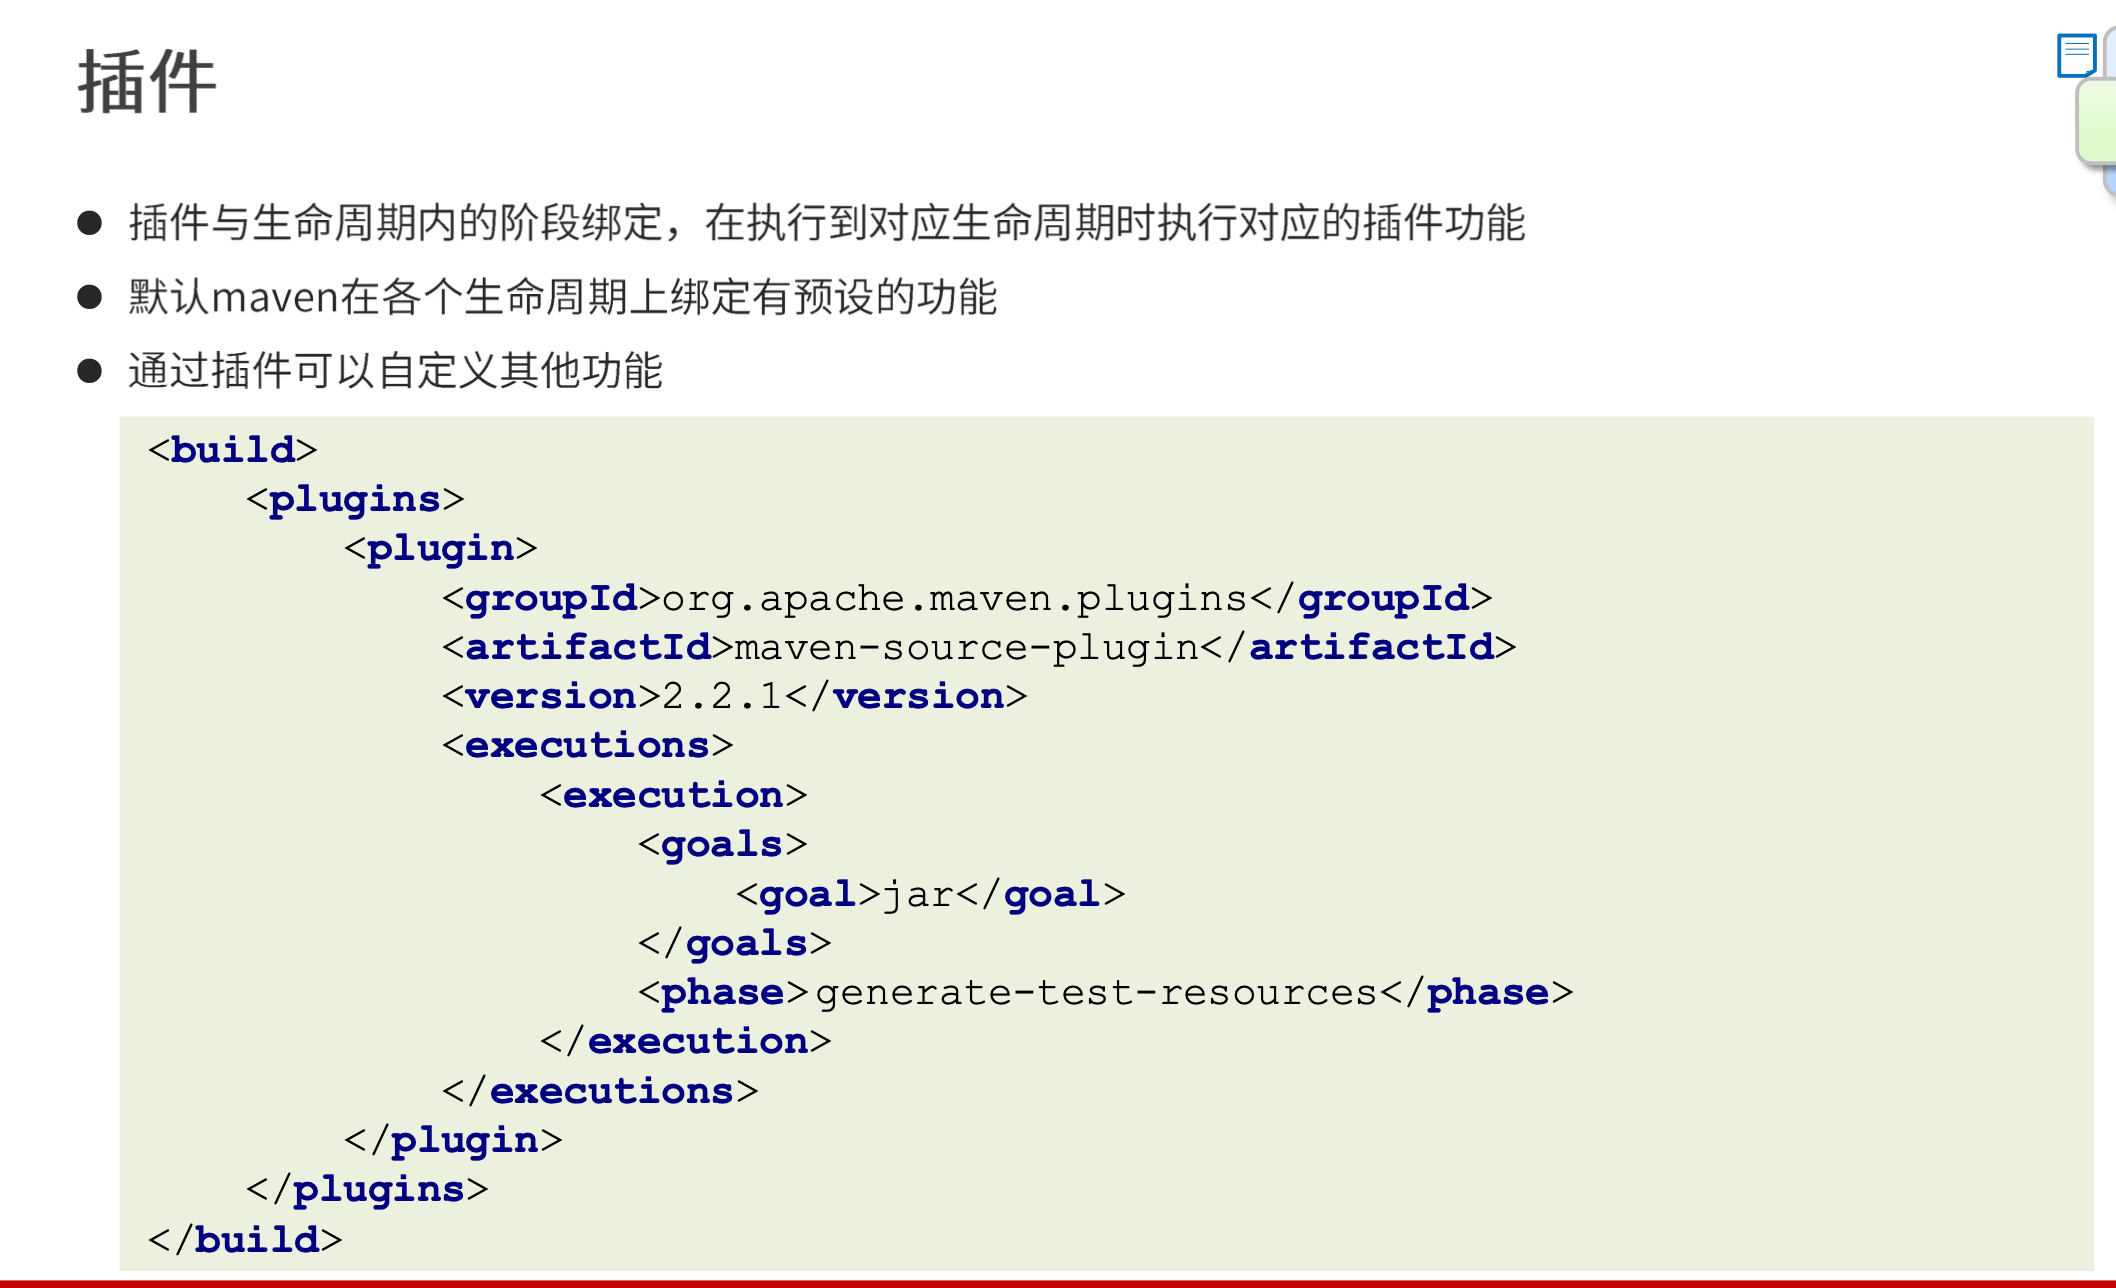 插件
● 插件与生命周期内的阶段绑定，在执行到对应生命周期时执行对应的插件功能
● 默认maven在各个生命周期上绑定有预设的功能
● 通过插件可以自定义其他功能
<build>
    <plugins>
        <plugin>
            <groupId>org.apache.maven.plugins</groupId>
            <artifactId>maven-source-plugin</artifactId>
            <version>2.2.1</version>
            <executions>
                <execution>
                    <goals>
                        <goal>jar</goal>
                    </goals>
                    <phase>generate-test-resources</phase>
                </execution>
            </executions>
        </plugin>
    </plugins>
</build>